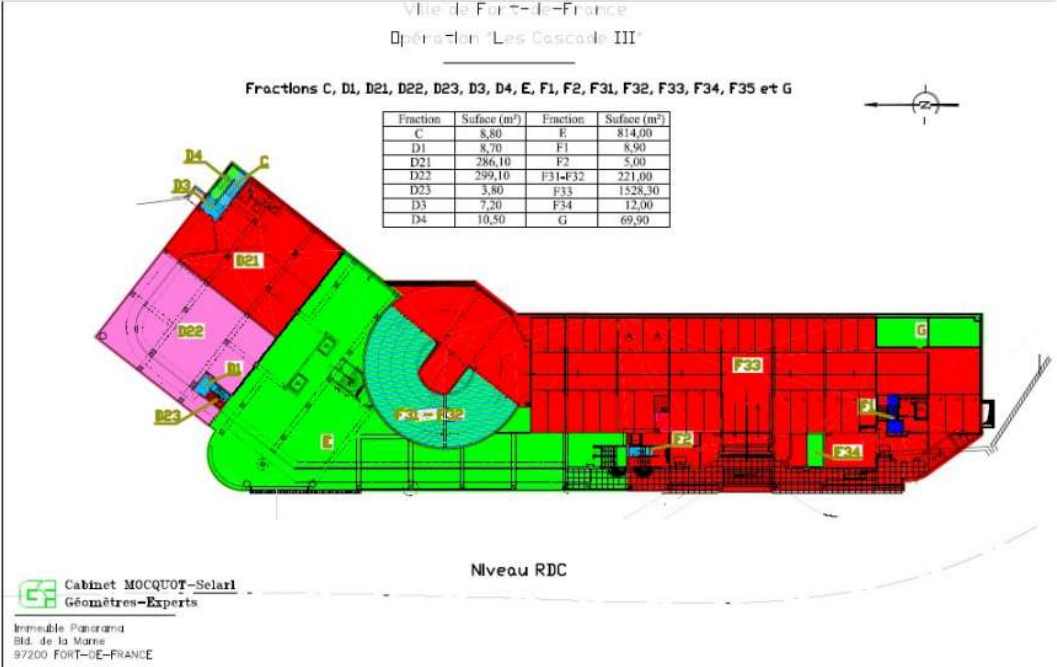 Ville de Fort-de-France
Opération "Les Cascade III"
Fractions C, D1, D21, D22, D23, D3, D4, E, F1, F2, F31, F32, F33, F34, F35 et G
Fraction Suface (m²) Fraction Suface (m²)
C 8,80 E 814,00
D1 8,70 F1 8,90
D21 286,10 F2 5,00
D22 299,10 F31-F32 221,00
D23 3,80 F33 1528,30
D3 7,20 F34 12,00
D4 10,50 G 69,90
N
D4
C
D3
D21
D22
D1
D23
E
F31 - F32
F33
G
F1
F2
F34
Niveau RDC
Cabinet MOCQUOT-Selarl
Géomètres-Experts
Immeuble Panorama
Bld. de la Marne
97200 FORT-DE-FRANCE